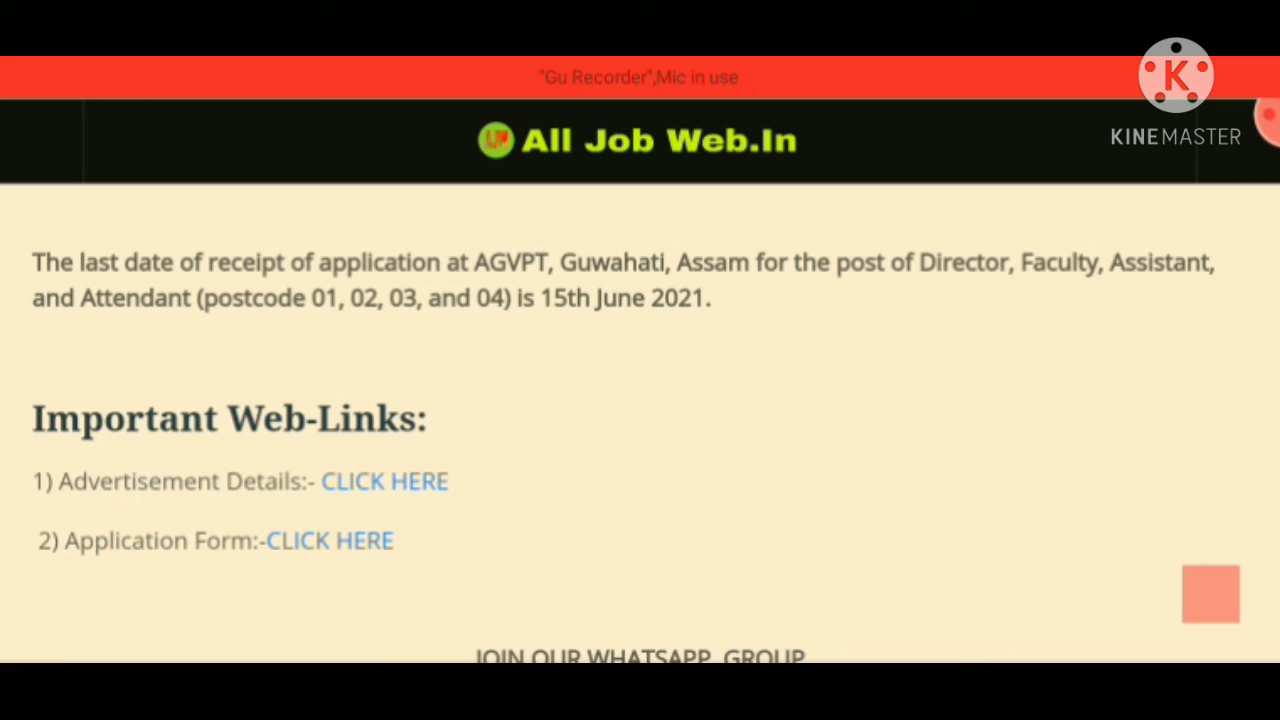 "Gu Recorder",Mic in use
K
KINEMASTER
All Job Web.In
The last date of receipt of application at AGVPT, Guwahati, Assam for the post of Director, Faculty, Assistant,
and Attendant (postcode 01, 02, 03, and 04) is 15th June 2021.
Important Web-Links:
1) Advertisement Details:- CLICK HERE
2) Application Form:-CLICK HERE
JOIN OUR WHATSAPP GROUP